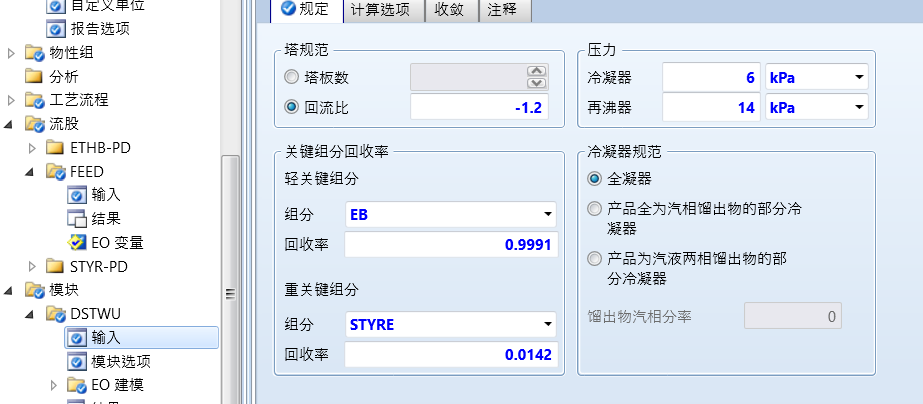 自定义单位
报告选项
物性组
分析
工艺流程
流股
ETHB-PD
FEED
输入
结果
EO 变量
STYR-PD
模块
DSTWU
输入
模块选项
EO 建模
规定
计算选项
收敛
注释
塔规范
塔板数
回流比
-1.2
压力
冷凝器
6
kPa
再沸器
14
kPa
关键组分回收率
轻关键组分
组分
EB
回收率
0.9991
重关键组分
组分
STYRE
回收率
0.0142
冷凝器规范
全凝器
产品全为汽相馏出物的部分冷
凝器
产品为汽液两相馏出物的部
分冷凝器
馏出物汽相分率
0